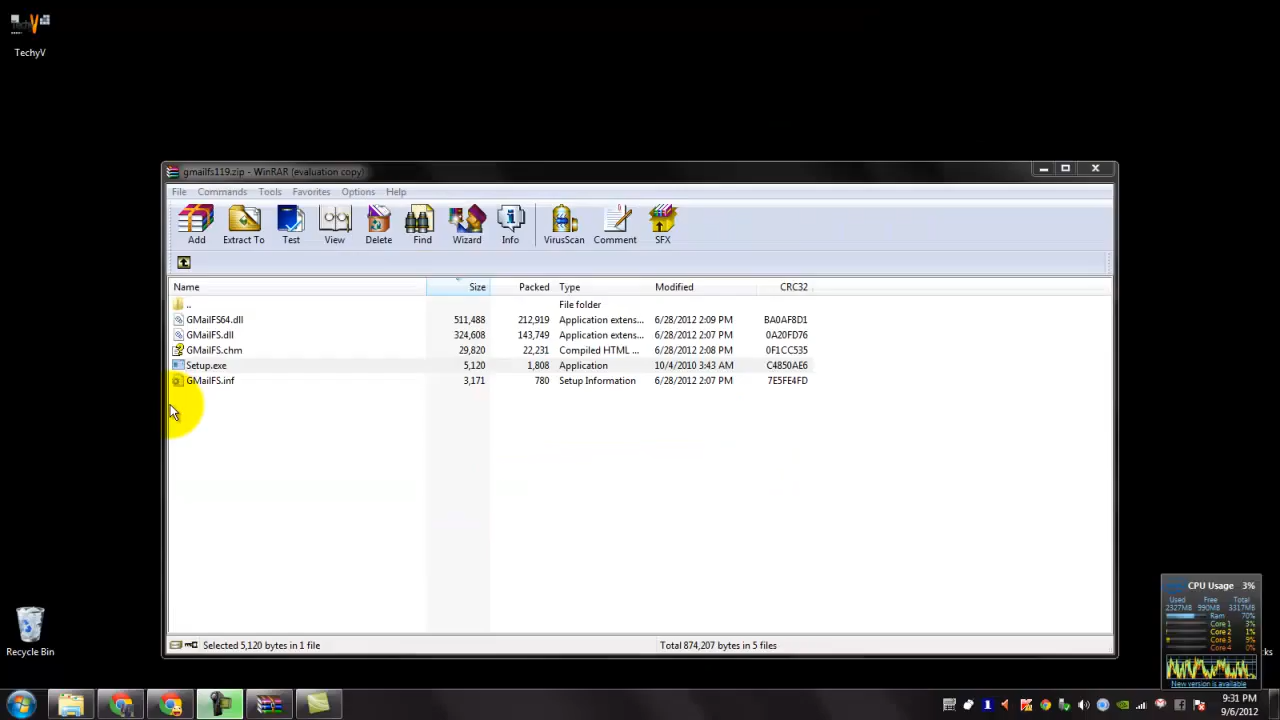 TechyV
gmailfs119.zip - WinRAR (evaluation copy)
File Commands Tools Favorites Options Help
Add Extract To Test View Delete Find Wizard Info VirusScan Comment SFX
Name Size Packed Type Modified CRC32
.. File folder
GMailFS64.dll 511,488 212,919 Application extens... 6/28/2012 2:09 PM BA0AF8D1
GMailFS.dll 324,608 143,749 Application extens... 6/28/2012 2:07 PM 0A20FD76
GMailFS.chm 29,820 22,231 Compiled HTML ... 6/28/2012 2:08 PM 0F1CC535
Setup.exe 5,120 1,808 Application 10/4/2010 3:43 AM C4850AE6
GMailFS.inf 3,171 780 Setup Information 6/28/2012 2:07 PM 7E5FE4FD
Selected 5,120 bytes in 1 file Total 874,207 bytes in 5 files
Recycle Bin
CPU Usage 3%
Used Free Total
2327MB 990MB 3317MB
Ram 70%
Core 1 3%
Core 2 1%
Core 3 9%
Core 4 0%
New version is available
cks
9:31 PM
9/6/2012